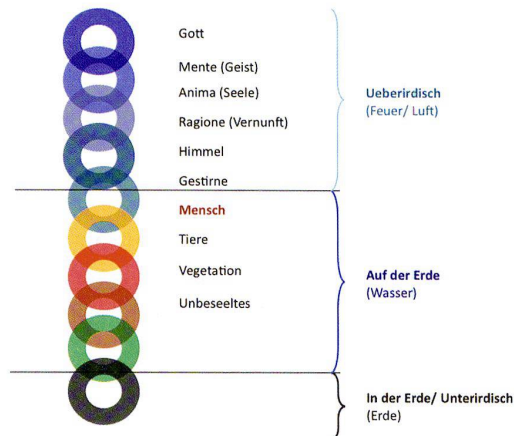 Gott
Mente (Geist)
Anima (Seele)
Ragione (Vernunft)
Himmel
Gestirne
Mensch
Tiere
Vegetation
Unbeseeltes
Ueberirdisch
(Feuer/ Luft)
Auf der Erde
(Wasser)
In der Erde/ Unterirdisch
(Erde)